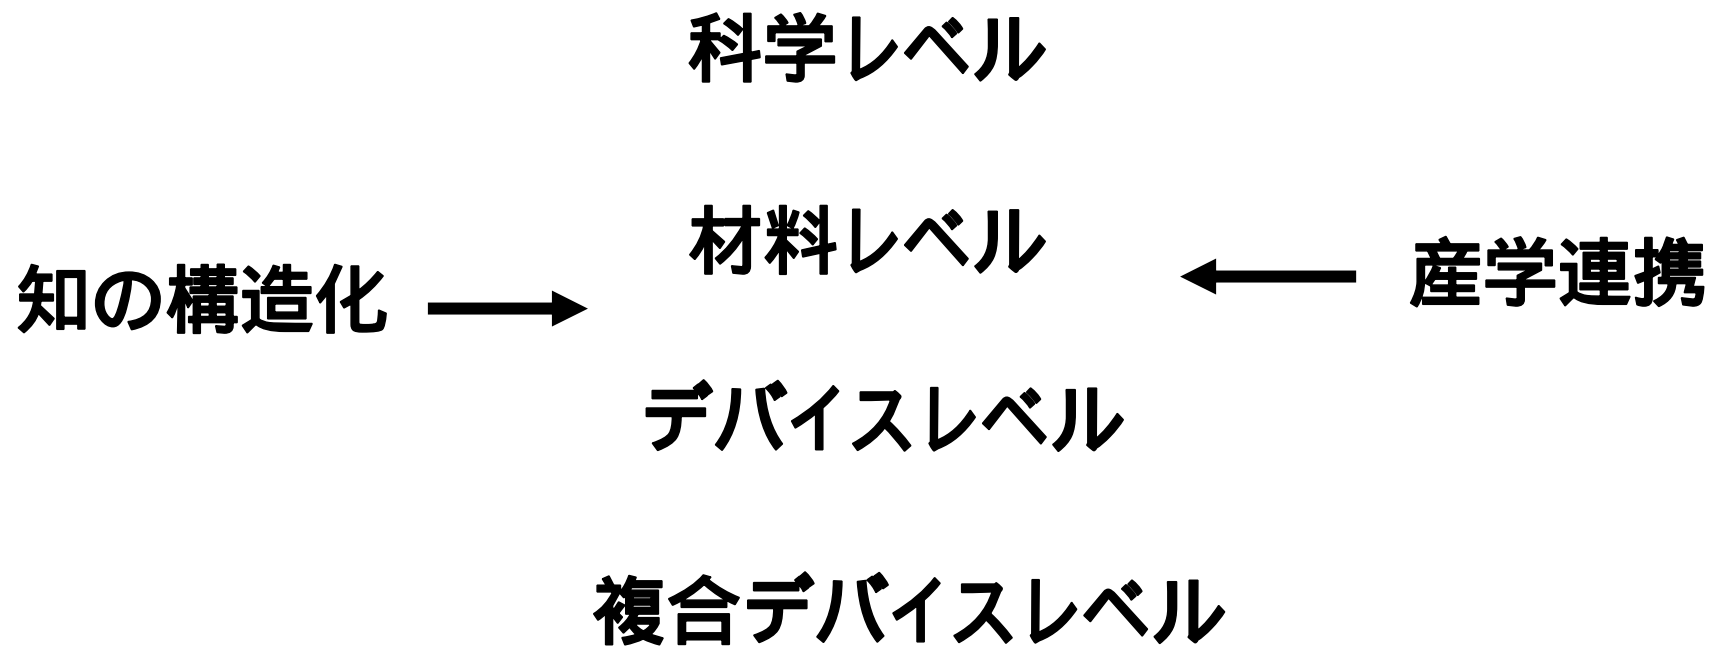 科学レベル
材料レベル
産学連携
知の構造化
デバイスレベル
複合デバイスレベル